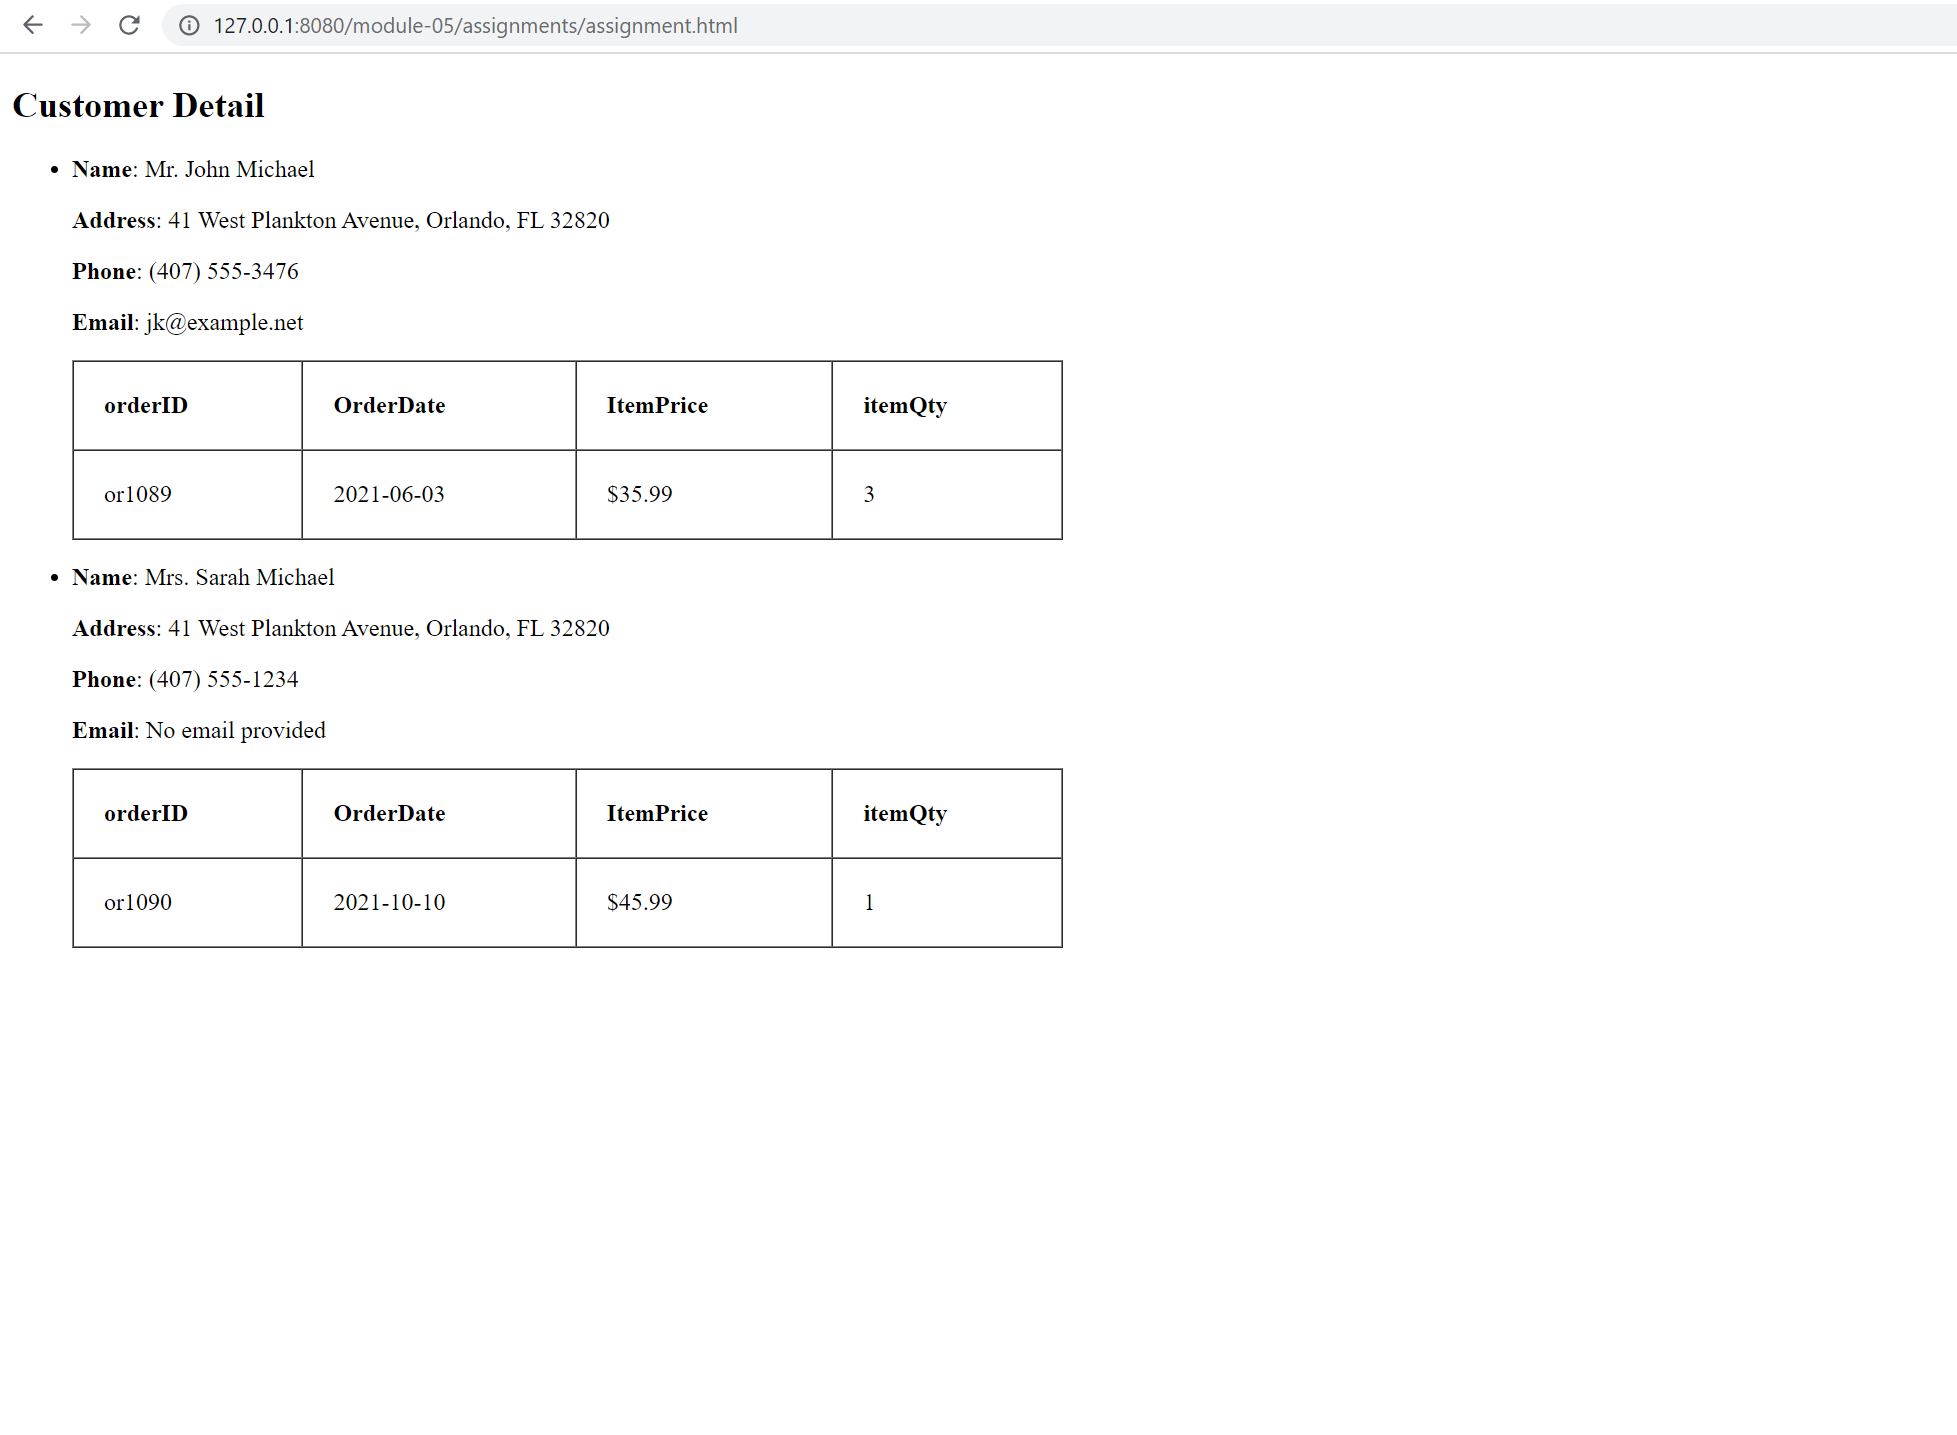 127.0.0.1:8080/module-05/assignments/assignment.html
Customer Detail
Name: Mr. John Michael
Address: 41 West Plankton Avenue, Orlando, FL 32820
Phone: (407) 555-3476
Email: jk@example.net
orderID OrderDate ItemPrice itemQty
or1089 2021-06-03 $35.99 3
Name: Mrs. Sarah Michael
Address: 41 West Plankton Avenue, Orlando, FL 32820
Phone: (407) 555-1234
Email: No email provided
orderID OrderDate ItemPrice itemQty
or1090 2021-10-10 $45.99 1